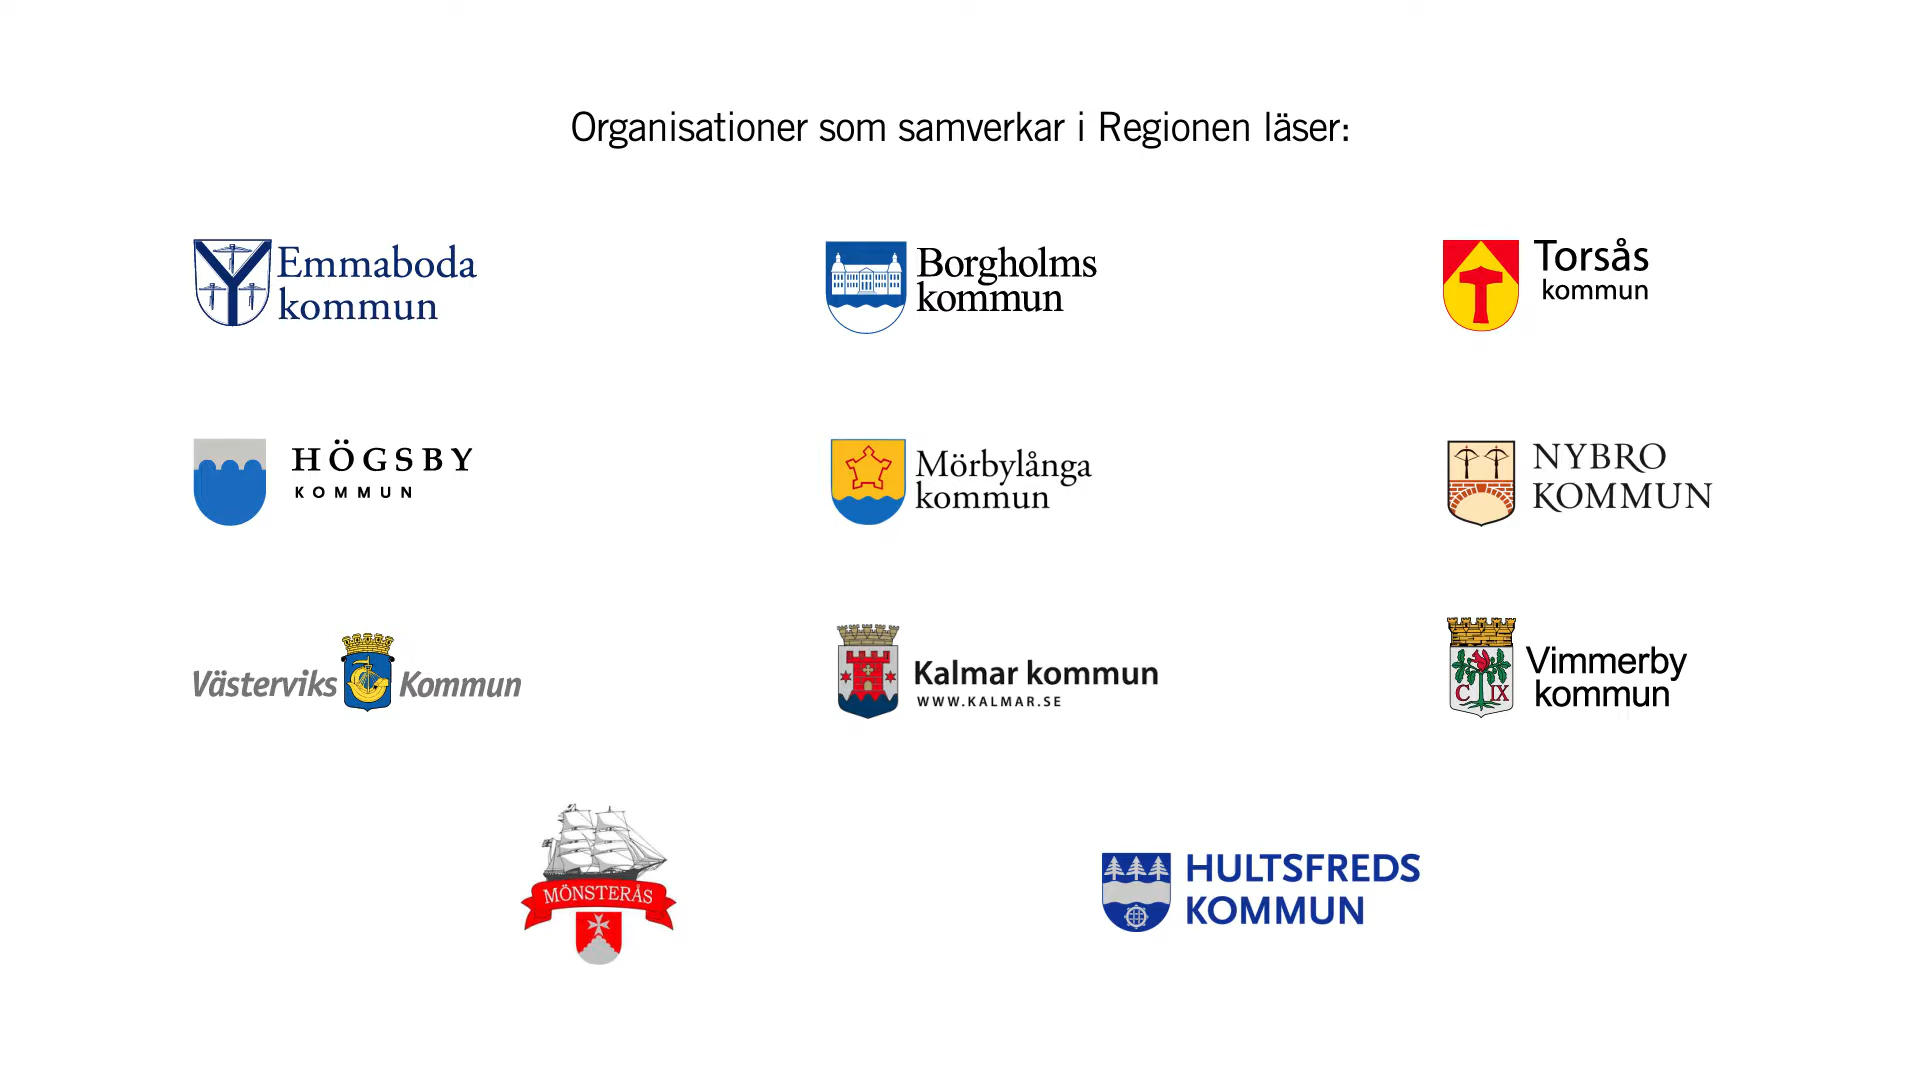 Organisationer som samverkar i Regionen läser:
Emmaboda
kommun
Borgholms
kommun
Torsås
kommun
HÖGSBY
KOMMUN
Mörbylånga
kommun
NYBRO
KOMMUN
Västerviks Kommun
Kalmar kommun
WWW.KALMAR.SE
C IX
Vimmerby
kommun
MÖNSTERÅS
HULTSFREDS
KOMMUN